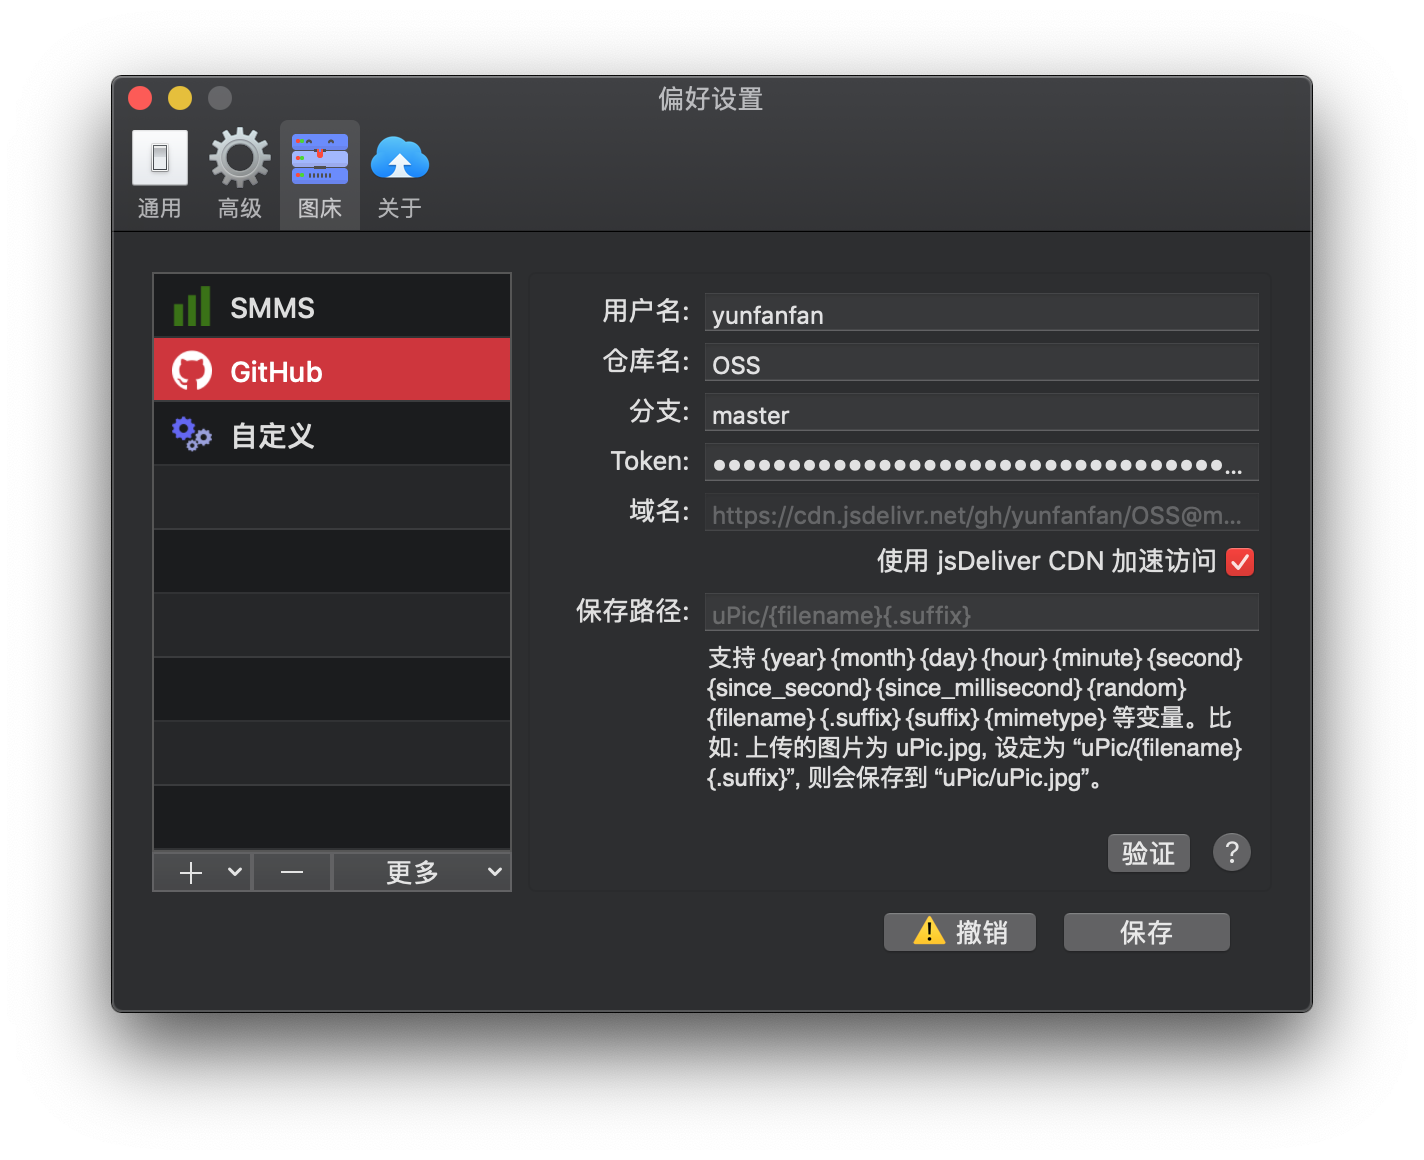 偏好设置
通用
高级
图床
关于
SMMS
GitHub
自定义
更多
用户名:
yunfanfan
仓库名:
OSS
分支:
master
Token:
●●●●●●●●●●●●●●●●●●●●●●●●●●●●●●●●●●...
域名:
https://cdn.jsdelivr.net/gh/yunfanfan/OSS@m...
使用 jsDeliver CDN 加速访问
保存路径:
uPic/{filename}{.suffix}
支持 {year} {month} {day} {hour} {minute} {second}
{since_second} {since_millisecond} {random}
{filename} {.suffix} {suffix} {mimetype} 等变量。比
如: 上传的图片为 uPic.jpg, 设定为 “uPic/{filename}
{.suffix}”, 则会保存到 “uPic/uPic.jpg”。
验证
?
撤销
保存